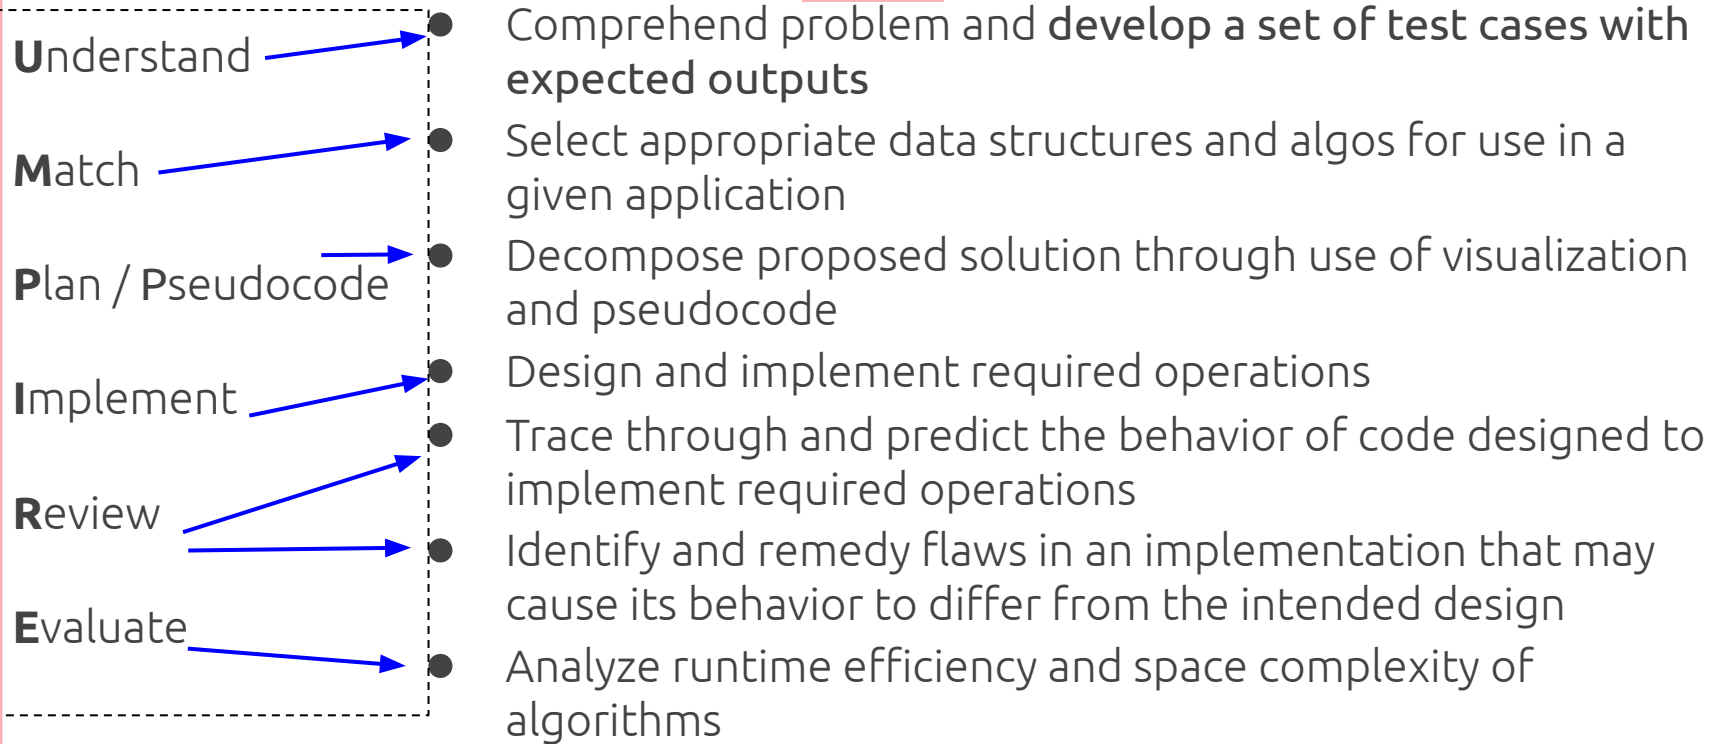 Understand
Match
Plan / Pseudocode
Implement
Review
Evaluate
● Comprehend problem and develop a set of test cases with
expected outputs
● Select appropriate data structures and algos for use in a
given application
● Decompose proposed solution through use of visualization
and pseudocode
● Design and implement required operations
● Trace through and predict the behavior of code designed to
implement required operations
● Identify and remedy flaws in an implementation that may
cause its behavior to differ from the intended design
● Analyze runtime efficiency and space complexity of
algorithms